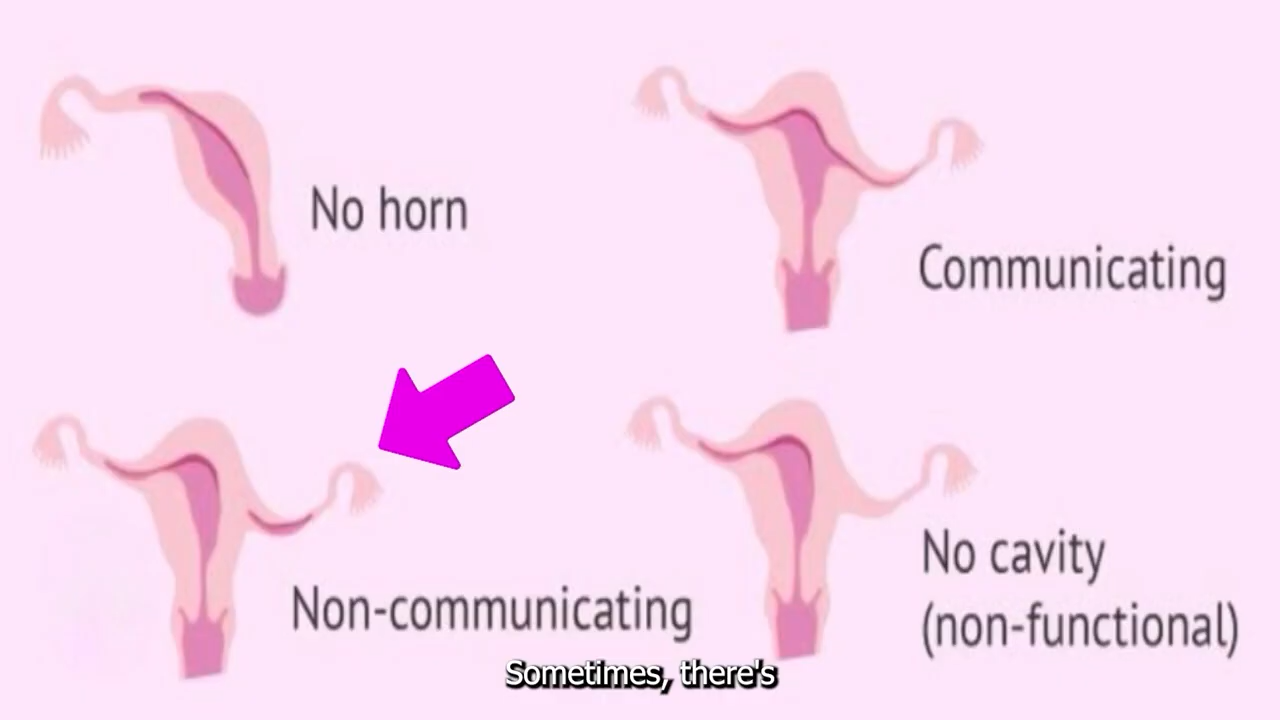 No horn
Communicating
Non-communicating
No cavity
(non-functional)
Sometimes, there's